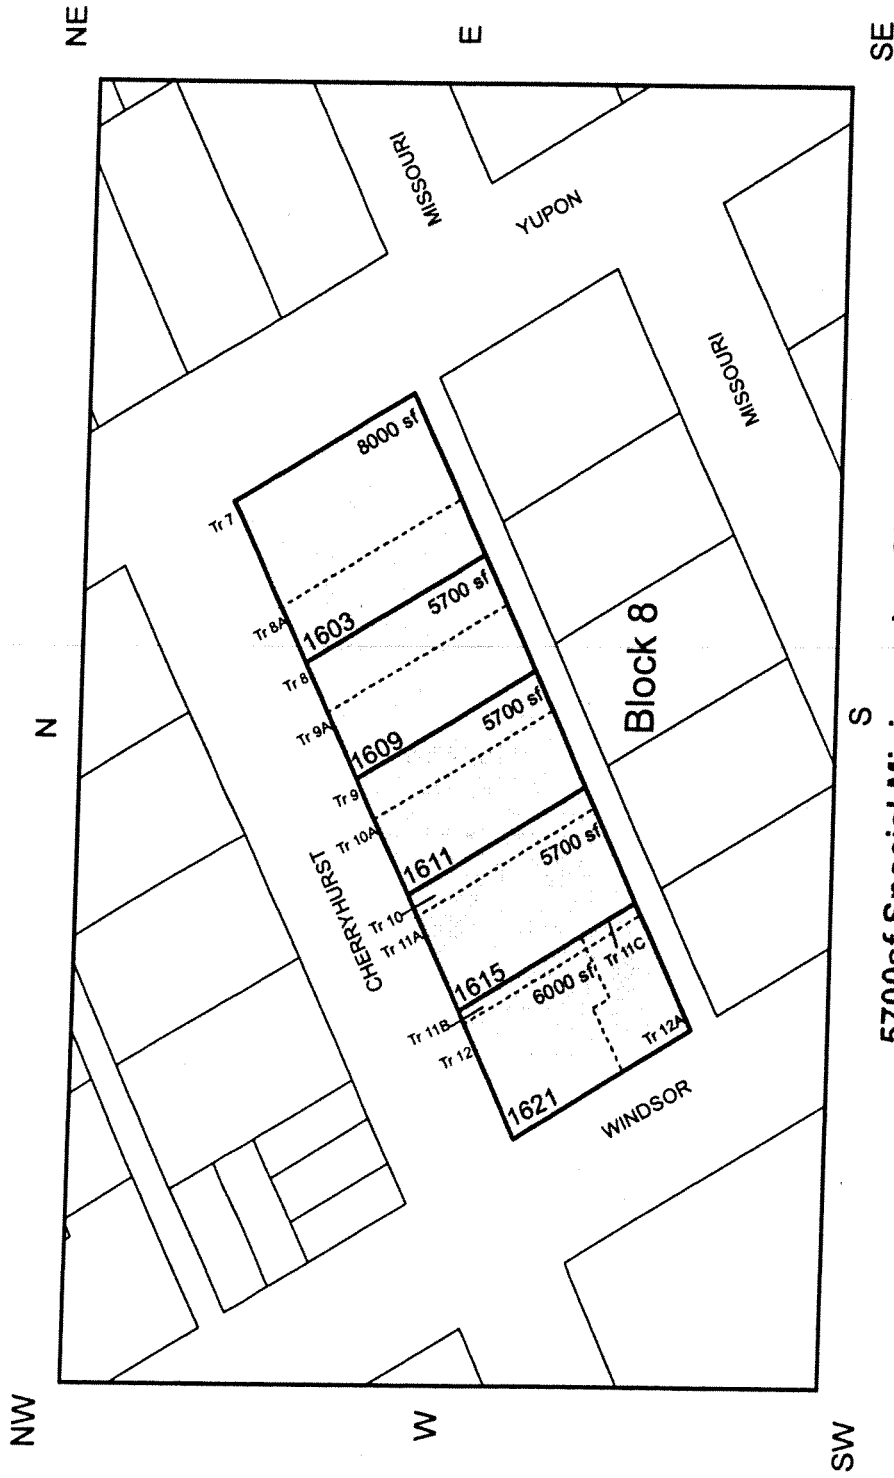 NW
N
NE
W
E
SW
S
SE
CHERRYHURST
MISSOURI
YUPON
MISSOURI
WINDSOR
Block 8
Tr 7
Tr 8A
Tr 8
Tr 9A
Tr 9
Tr 10A
Tr 10
Tr 11A
Tr 11B
Tr 12
Tr 11C
Tr 12A
1603
8000 sf
1609
5700 sf
1611
5700 sf
1615
5700 sf
1621
6000 sf
5700sf Special